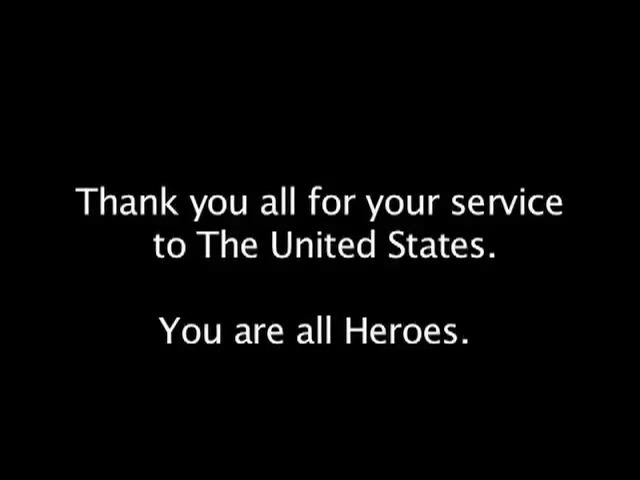 Thank you all for your service
to The United States.
You are all Heroes.